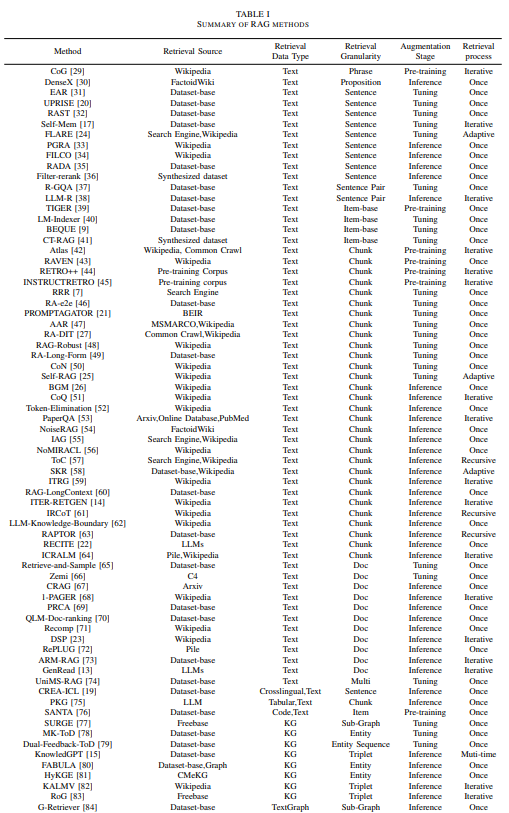 TABLE I
SUMMARY OF RAG METHODS
Method Retrieval Source Retrieval Data Type Retrieval Granularity Augmentation Stage Retrieval process
CoG [29] Wikipedia Text Phrase Pre-training Iterative
DenseX [30] FactoidWiki Text Proposition Inference Once
EAR [31] Dataset-base Text Sentence Tuning Once
UPRISE [20] Dataset-base Text Sentence Tuning Once
RAST [32] Dataset-base Text Sentence Tuning Once
Self-Mem [17] Dataset-base Text Sentence Tuning Iterative
FLARE [24] Search Engine,Wikipedia Text Sentence Tuning Adaptive
PGRA [33] Wikipedia Text Sentence Inference Once
FILCO [34] Wikipedia Text Sentence Inference Once
RADA [35] Dataset-base Text Sentence Inference Once
Filter-rerank [36] Synthesized dataset Text Sentence Inference Once
R-GQA [37] Dataset-base Text Sentence Pair Tuning Once
LLM-R [38] Dataset-base Text Sentence Pair Inference Iterative
TIGER [39] Dataset-base Text Item-base Pre-training Once
LM-Indexer [40] Dataset-base Text Item-base Tuning Once
BEQUE [9] Dataset-base Text Item-base Tuning Once
CT-RAG [41] Synthesized dataset Text Item-base Tuning Once
Atlas [42] Wikipedia, Common Crawl Text Chunk Pre-training Iterative
RAVEN [43] Wikipedia Text Chunk Pre-training Once
RETRO++ [44] Pre-training Corpus Text Chunk Pre-training Iterative
INSTRUCTRETRO [45] Pre-training corpus Text Chunk Pre-training Iterative
RRR [7] Search Engine Text Chunk Tuning Once
RA-e2e [46] Dataset-base Text Chunk Tuning Once
PROMPTAGATOR [21] BEIR Text Chunk Tuning Once
AAR [47] MSMARCO,Wikipedia Text Chunk Tuning Once
RA-DIT [27] Common Crawl,Wikipedia Text Chunk Tuning Once
RAG-Robust [48] Wikipedia Text Chunk Tuning Once
RA-Long-Form [49] Dataset-base Text Chunk Tuning Once
CoN [50] Wikipedia Text Chunk Tuning Once
Self-RAG [25] Wikipedia Text Chunk Tuning Adaptive
BGM [26] Wikipedia Text Chunk Inference Once
CoQ [51] Wikipedia Text Chunk Inference Iterative
Token-Elimination [52] Wikipedia Text Chunk Inference Once
PaperQA [53] Arxiv,Online Database,PubMed Text Chunk Inference Iterative
NoiseRAG [54] FactoidWiki Text Chunk Inference Once
IAG [55] Search Engine,Wikipedia Text Chunk Inference Once
NoMIRACL [56] Wikipedia Text Chunk Inference Once
ToC [57] Search Engine,Wikipedia Text Chunk Inference Recursive
SKR [58] Dataset-base,Wikipedia Text Chunk Inference Adaptive
ITRG [59] Wikipedia Text Chunk Inference Iterative
RAG-LongContext [60] Dataset-base Text Chunk Inference Once
ITER-RETGEN [14] Wikipedia Text Chunk Inference Iterative
IRCoT [61] Wikipedia Text Chunk Inference Recursive
LLM-Knowledge-Boundary [62] Wikipedia Text Chunk Inference Once
RAPTOR [63] Dataset-base Text Chunk Inference Recursive
RECITE [22] LLMs Text Chunk Inference Once
ICRALM [64] Pile,Wikipedia Text Chunk Inference Iterative
Retrieve-and-Sample [65] Dataset-base Text Doc Tuning Once
Zemi [66] C4 Text Doc Tuning Once
CRAG [67] Arxiv Text Doc Inference Once
1-PAGER [68] Wikipedia Text Doc Inference Iterative
PRCA [69] Dataset-base Text Doc Inference Once
QLM-Doc-ranking [70] Dataset-base Text Doc Inference Once
Recomp [71] Wikipedia Text Doc Inference Once
DSP [23] Wikipedia Text Doc Inference Iterative
RePLUG [72] Pile Text Doc Inference Once
ARM-RAG [73] Dataset-base Text Doc Inference Iterative
GenRead [13] LLMs Text Doc Inference Iterative
UniMS-RAG [74] Dataset-base Text Multi Tuning Once
CREA-ICL [19] Dataset-base Crosslingual,Text Sentence Inference Once
PKG [75] LLM Tabular,Text Chunk Inference Once
SANTA [76] Dataset-base Code,Text Item Pre-training Once
SURGE [77] Freebase KG Sub-Graph Tuning Once
MK-ToD [78] Dataset-base KG Entity Tuning Once
Dual-Feedback-ToD [79] Dataset-base KG Entity Sequence Tuning Once
KnowledGPT [15] Dataset-base KG Triplet Inference Muti-time
FABULA [80] Dataset-base,Graph KG Entity Inference Once
HyKGE [81] CMeKG KG Entity Inference Once
KALMV [82] Wikipedia KG Triplet Inference Iterative
RoG [83] Freebase KG Triplet Inference Iterative
G-Retriever [84] Dataset-base TextGraph Sub-Graph Inference Once